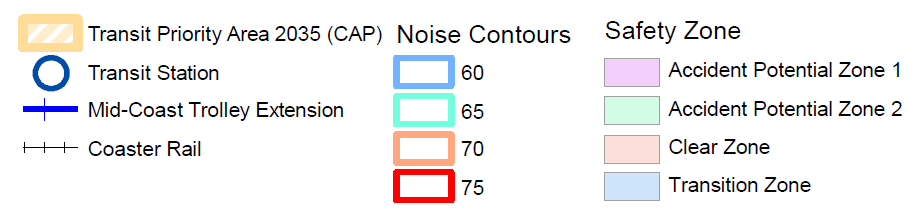 Transit Priority Area 2035 (CAP)
Transit Station
Mid-Coast Trolley Extension
Coaster Rail
Noise Contours
60
65
70
75
Safety Zone
Accident Potential Zone 1
Accident Potential Zone 2
Clear Zone
Transition Zone